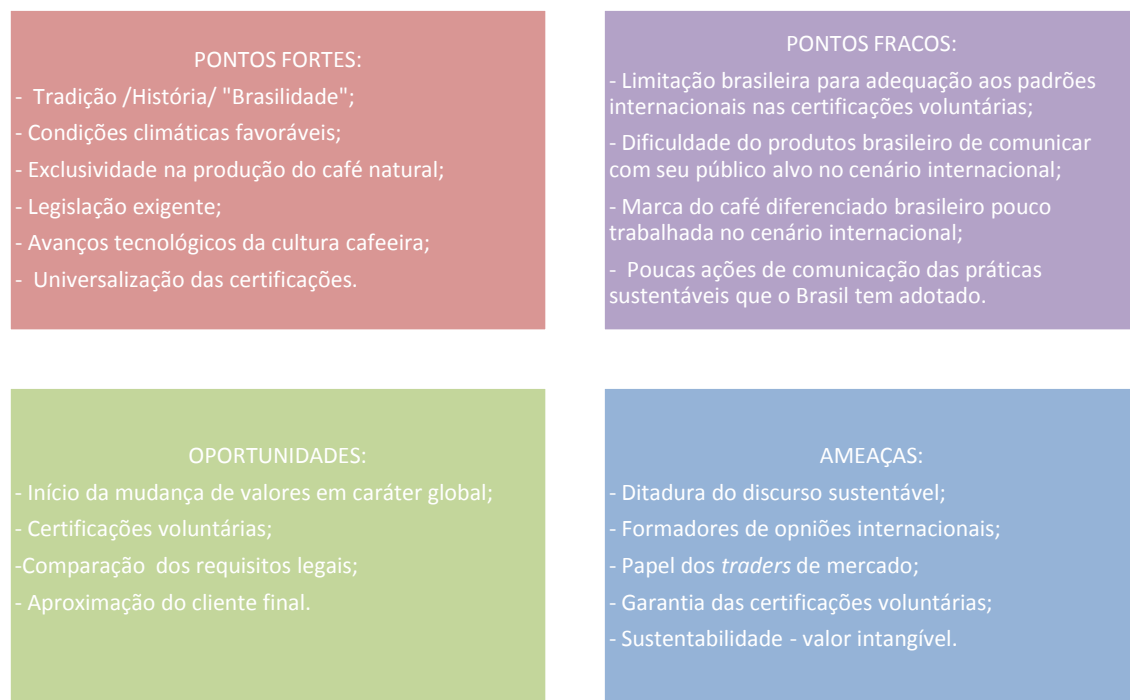 PONTOS FORTES:
- Tradição /História/ "Brasilidade";
- Condições climáticas favoráveis;
- Exclusividade na produção do café natural;
- Legislação exigente;
- Avanços tecnológicos da cultura cafeeira;
- Universalização das certificações.
PONTOS FRACOS:
- Limitação brasileira para adequação aos padrões
internacionais nas certificações voluntárias;
- Dificuldade do produtos brasileiro de comunicar
com seu público alvo no cenário internacional;
- Marca do café diferenciado brasileiro pouco
trabalhada no cenário internacional;
- Poucas ações de comunicação das práticas
sustentáveis que o Brasil tem adotado.
OPORTUNIDADES:
- Início da mudança de valores em caráter global;
- Certificações voluntárias;
-Comparação dos requisitos legais;
- Aproximação do cliente final.
AMEAÇAS:
- Ditadura do discurso sustentável;
- Formadores de opniões internacionais;
- Papel dos traders de mercado;
- Garantia das certificações voluntárias;
- Sustentabilidade - valor intangível.